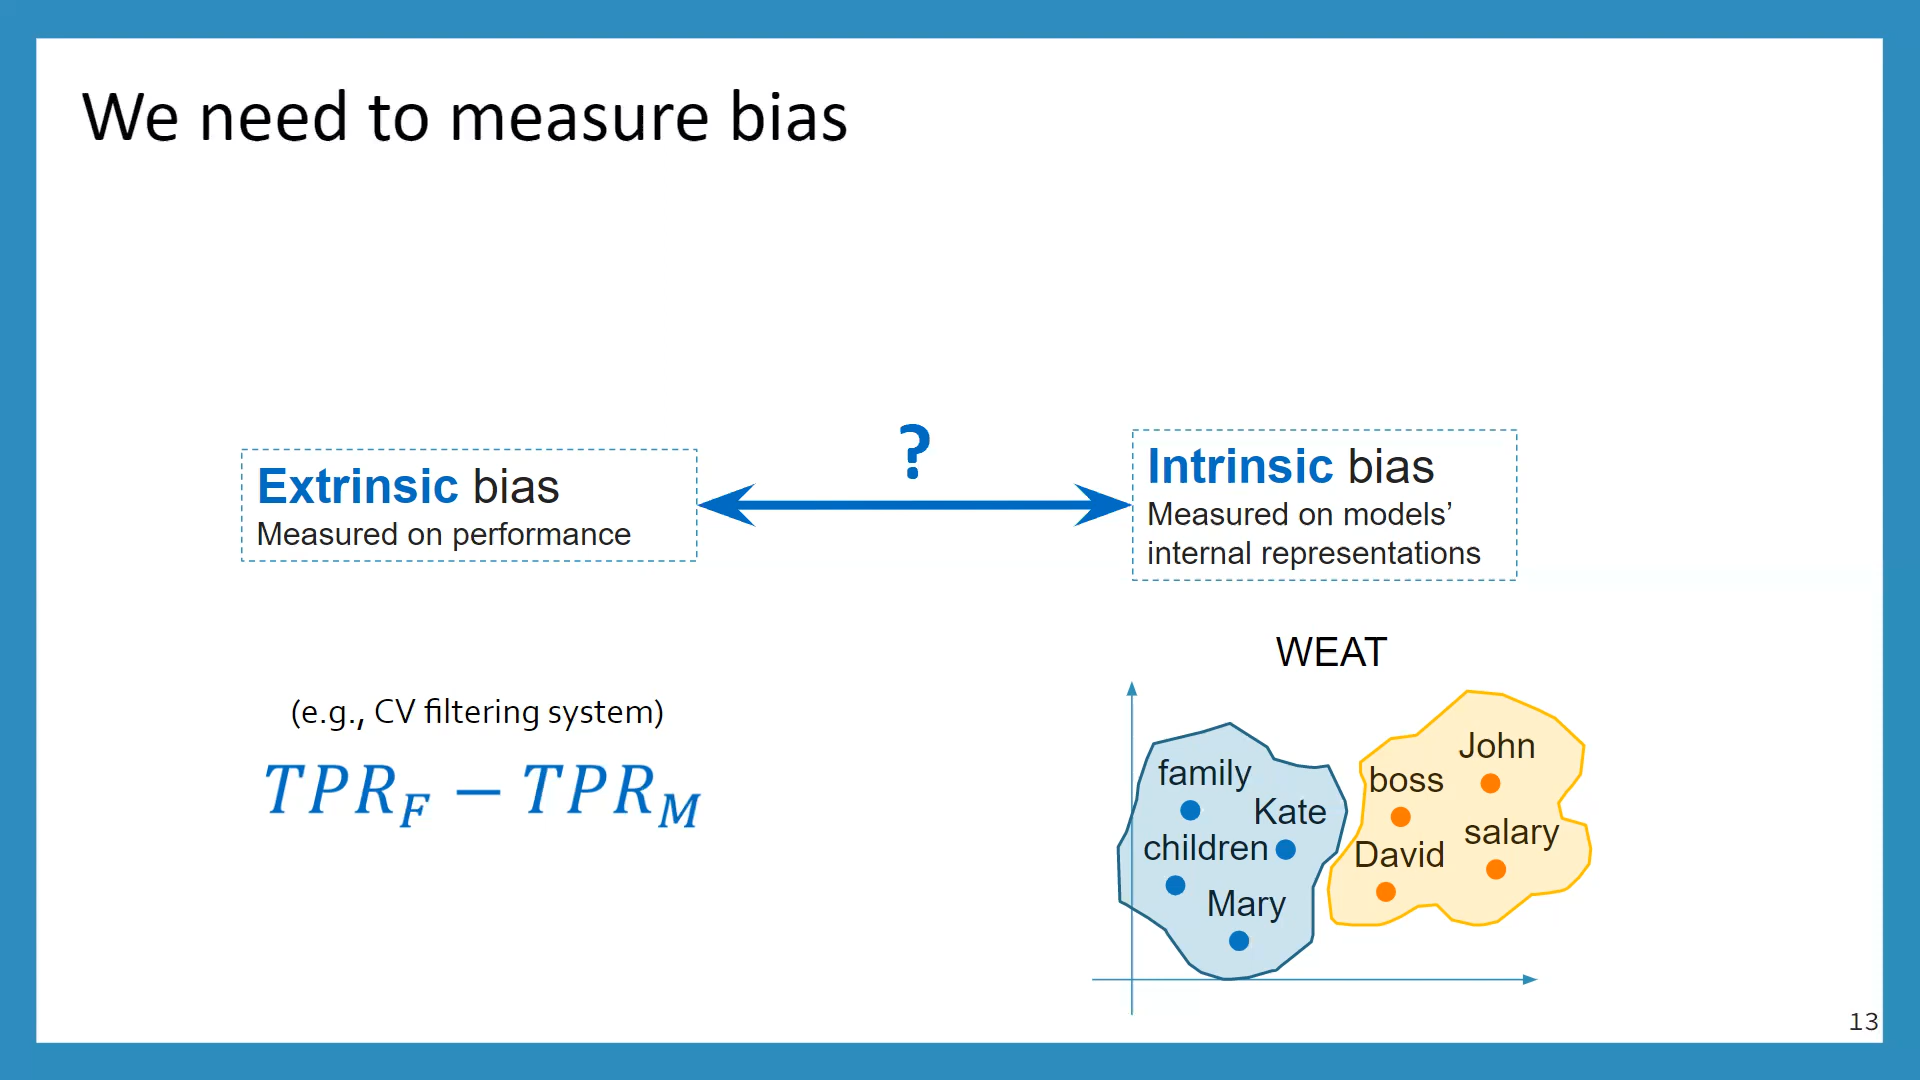 We need to measure bias
?
Extrinsic bias
Measured on performance
Intrinsic bias
Measured on models’
internal representations
(e.g., CV filtering system)
TPR_F − TPR_M
WEAT
family
Kate
children
Mary
John
boss
salary
David
13